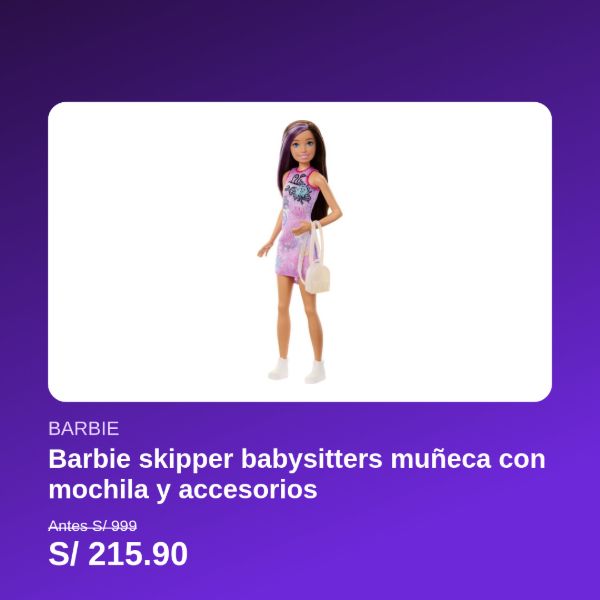 BARBIE
Barbie skipper babysitters muñeca con
mochila y accesorios
Antes S/ 999
S/ 215.90